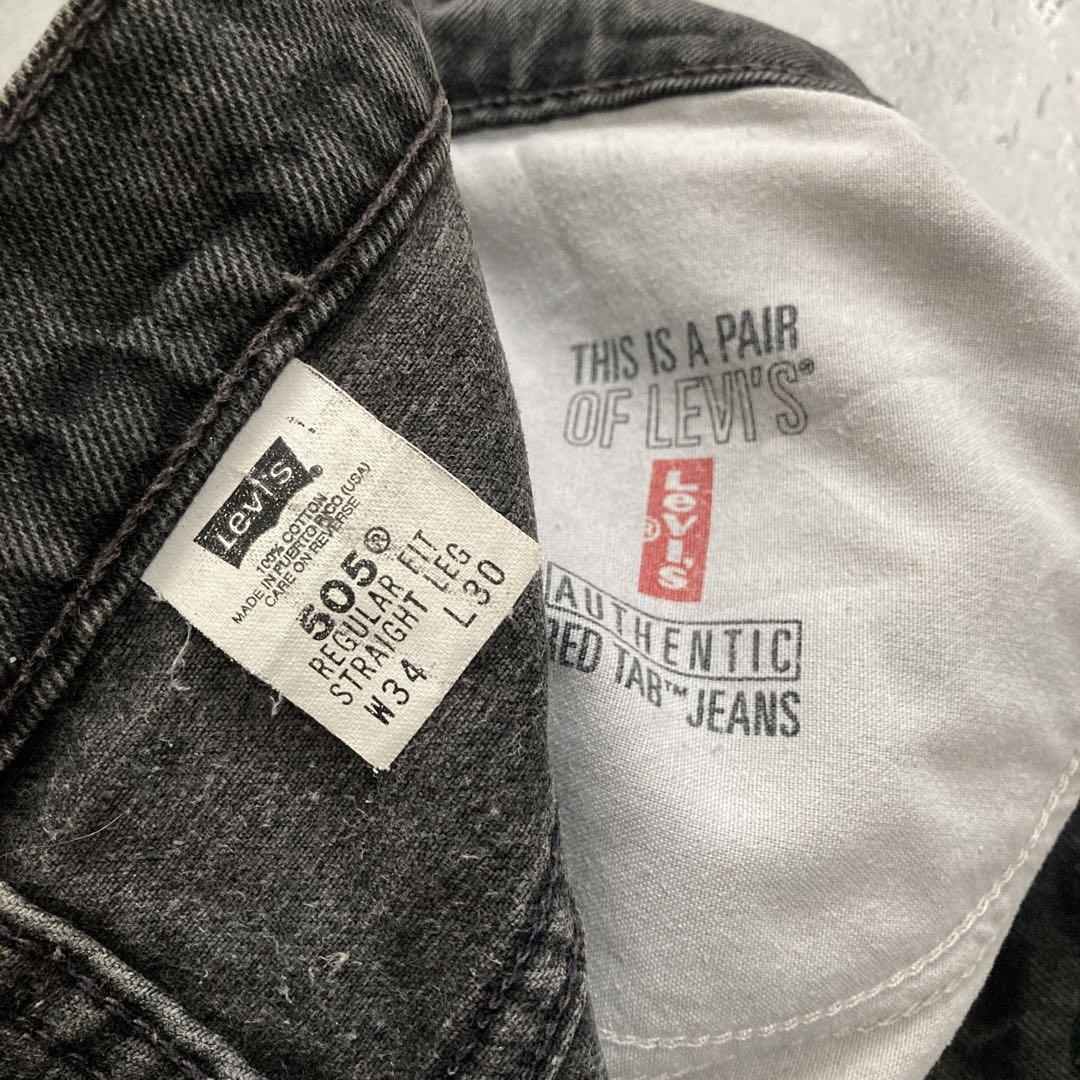 Levi's®
100% COTTON
MADE IN PUERTO RICO (USA)
CARE ON REVERSE
505®
REGULAR FIT
STRAIGHT LEG
W34 L30
THIS IS A PAIR
OF LEVI'S®
LEVI'S®
AUTHENTIC
RED TAB™ JEANS